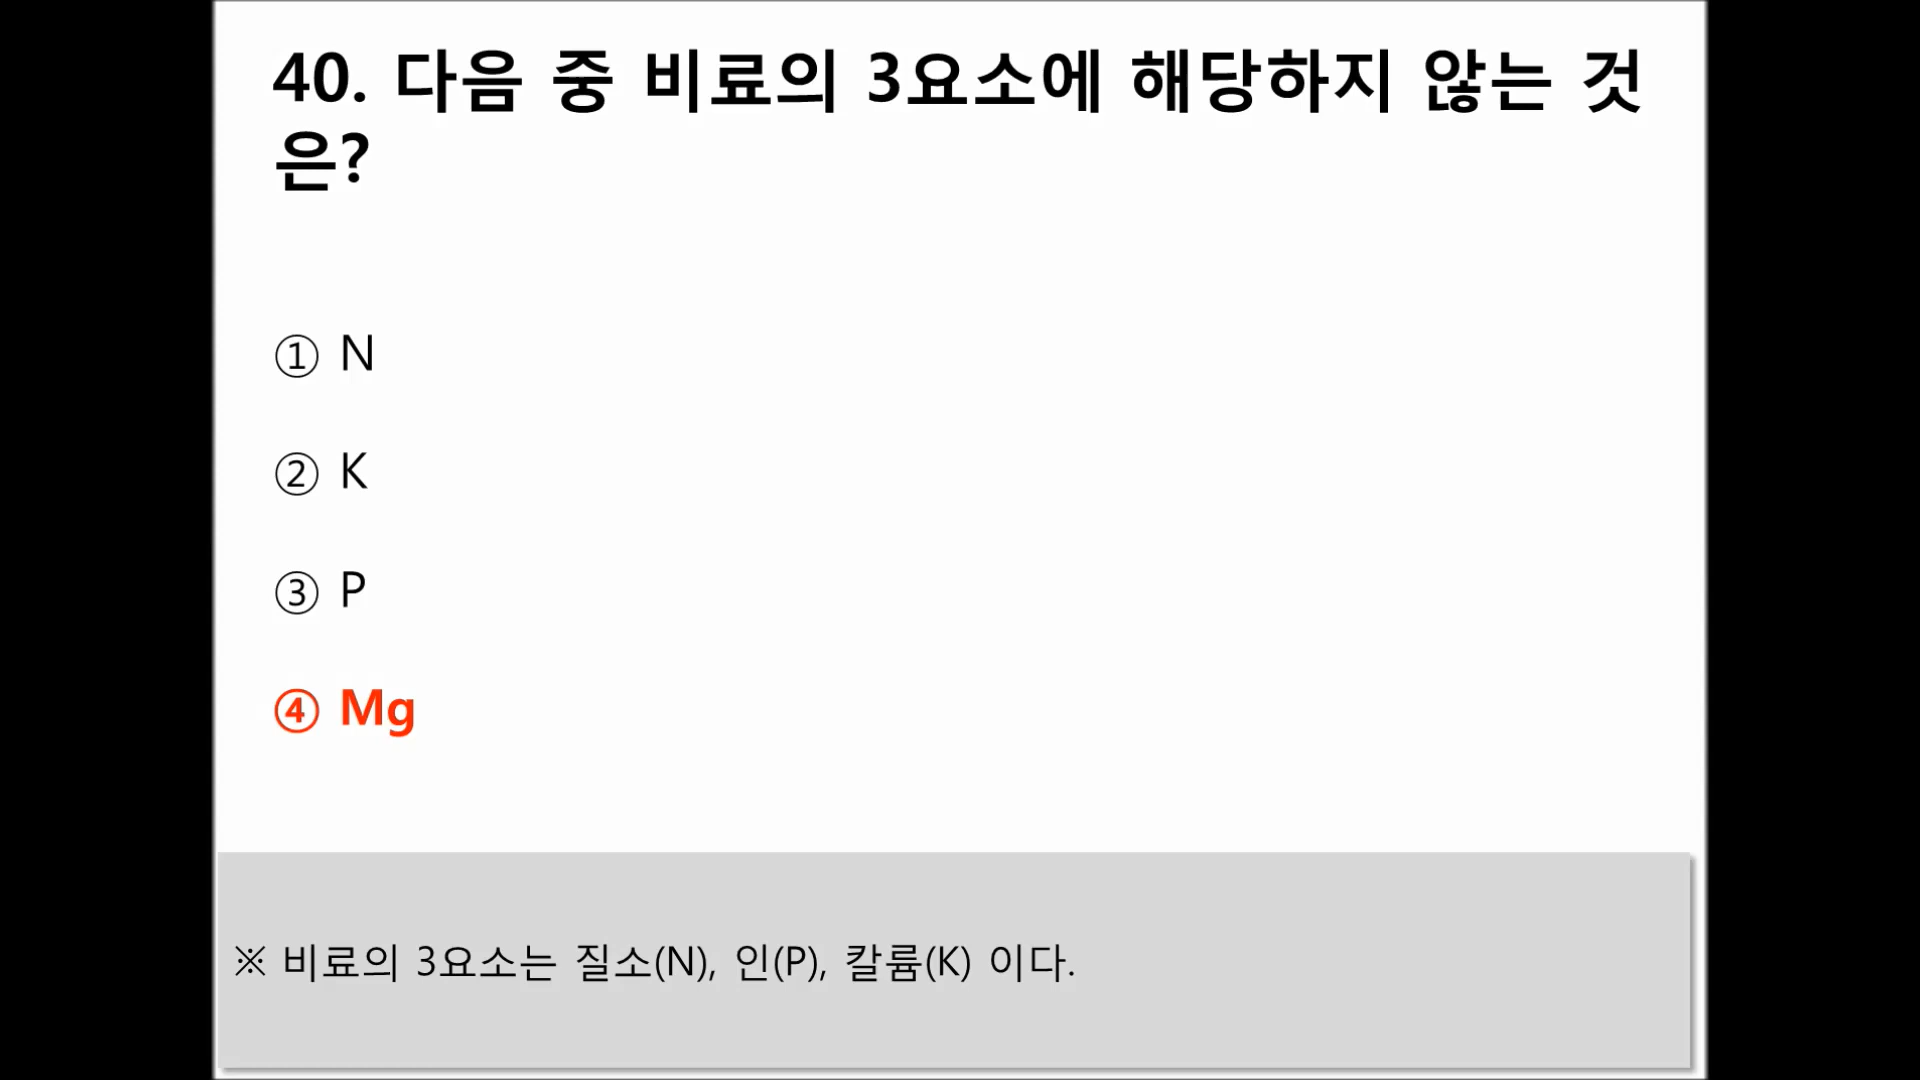 40. 다음 중 비료의 3요소에 해당하지 않는 것
은?
① N
② K
③ P
④ Mg
※ 비료의 3요소는 질소(N), 인(P), 칼륨(K) 이다.